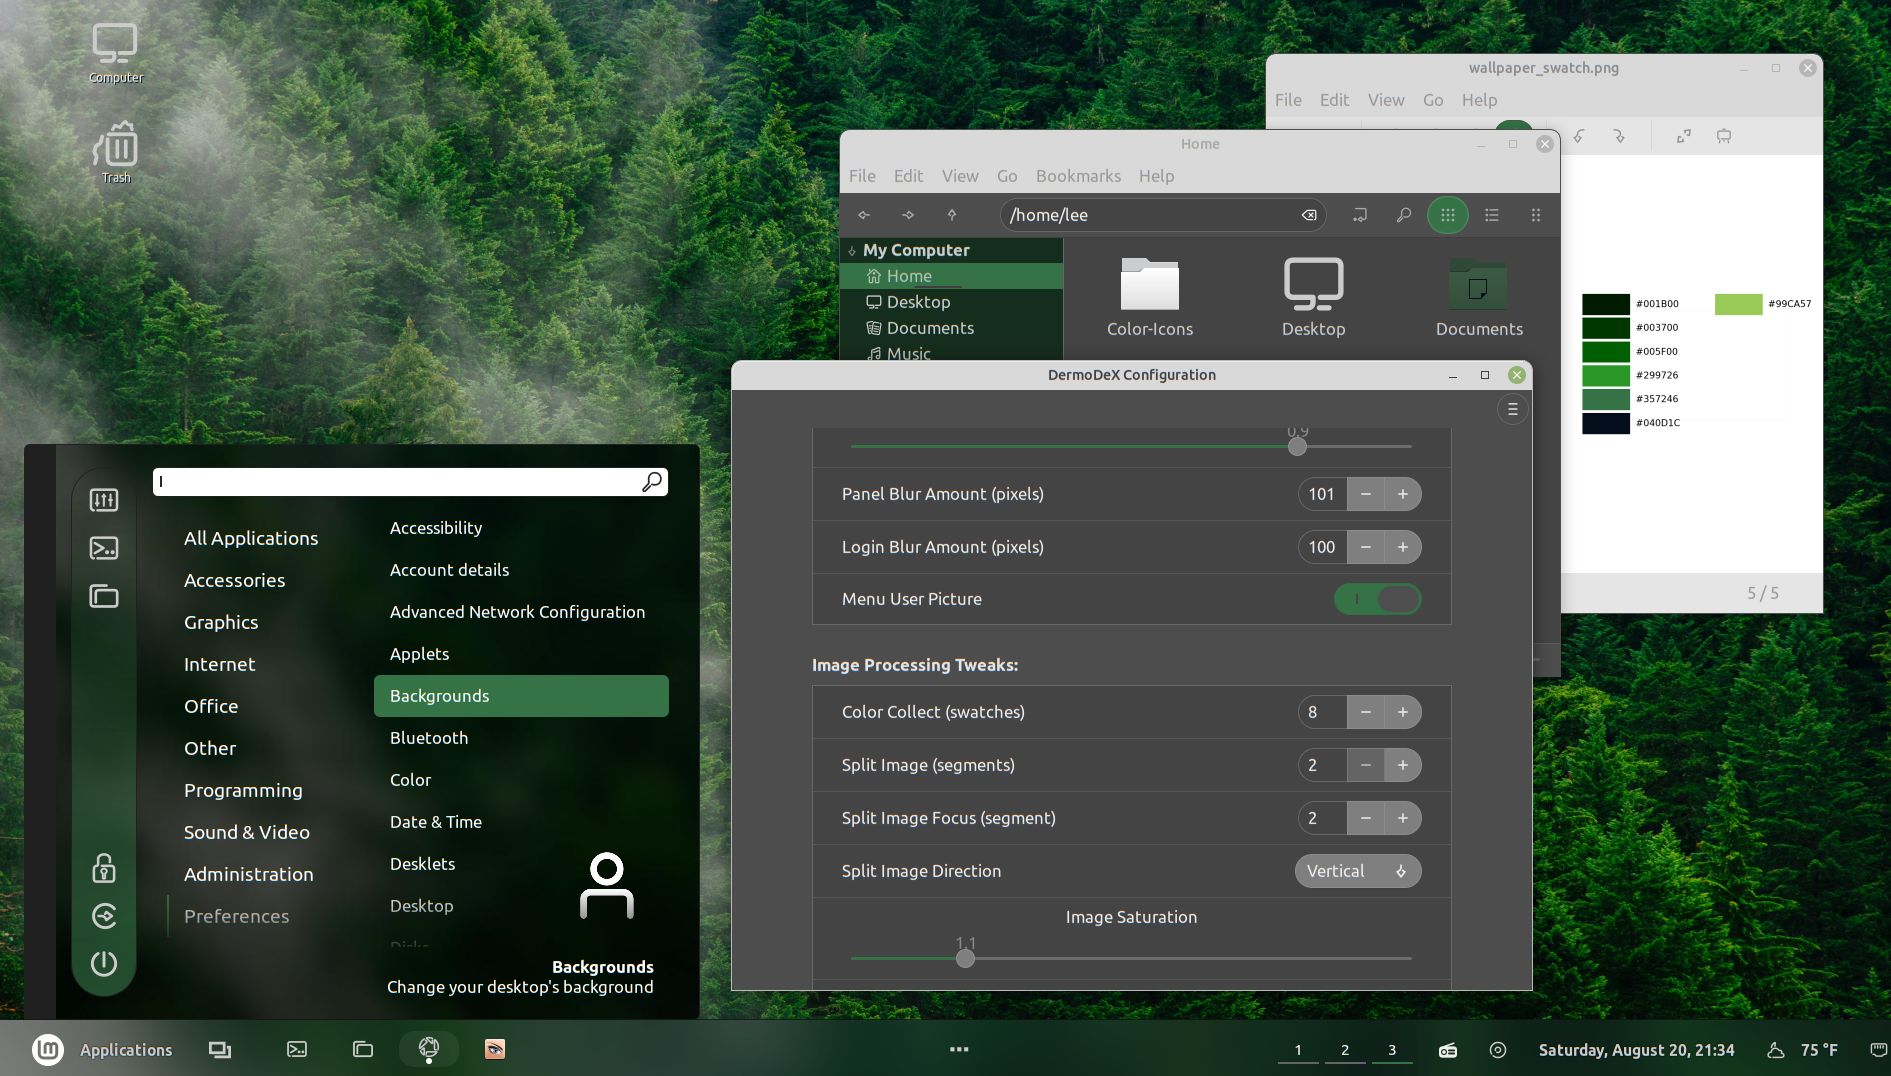 Computer
Trash
wallpaper_swatch.png
File Edit View Go Help
#001B00
#99CA57
#003700
#005F00
#299726
#357246
#040D1C
5 / 5
Home
File Edit View Go Bookmarks Help
/home/lee
My Computer
Home
Desktop
Documents
Music
Color-Icons
Desktop
Documents
DermoDeX Configuration
0.9
Panel Blur Amount (pixels) 101 − +
Login Blur Amount (pixels) 100 − +
Menu User Picture
Image Processing Tweaks:
Color Collect (swatches) 8 − +
Split Image (segments) 2 − +
Split Image Focus (segment) 2 − +
Split Image Direction Vertical
Image Saturation
1.1
All Applications
Accessories
Graphics
Internet
Office
Other
Programming
Sound & Video
Administration
Preferences
Accessibility
Account details
Advanced Network Configuration
Applets
Backgrounds
Bluetooth
Color
Date & Time
Desklets
Desktop
Disks
Backgrounds
Change your desktop's background
Applications
1 2 3
Saturday, August 20, 21:34
75 °F